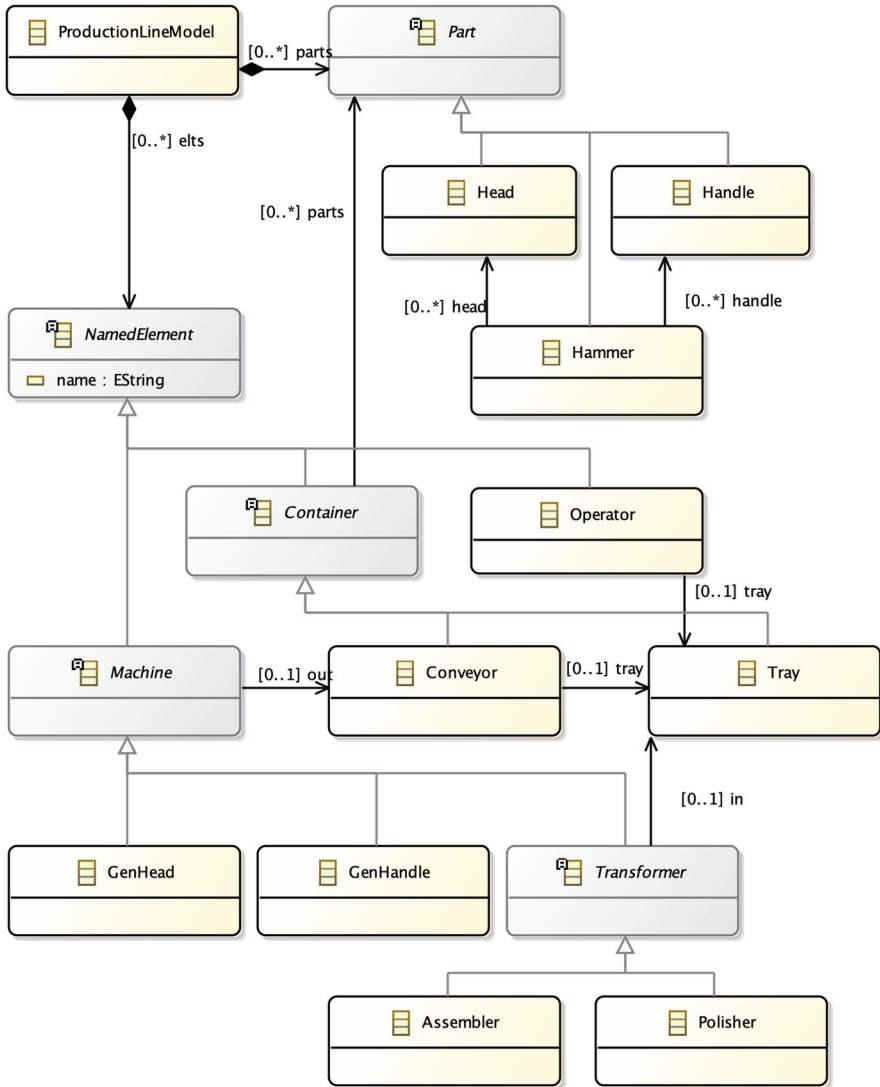 ProductionLineModel
Part
[0..*] parts
[0..*] elts
Head
Handle
[0..*] parts
[0..*] head
[0..*] handle
NamedElement
Hammer
name : EString
Container
Operator
[0..1] tray
Machine
[0..1] out
Conveyor
[0..1] tray
Tray
[0..1] in
GenHead
GenHandle
Transformer
Assembler
Polisher